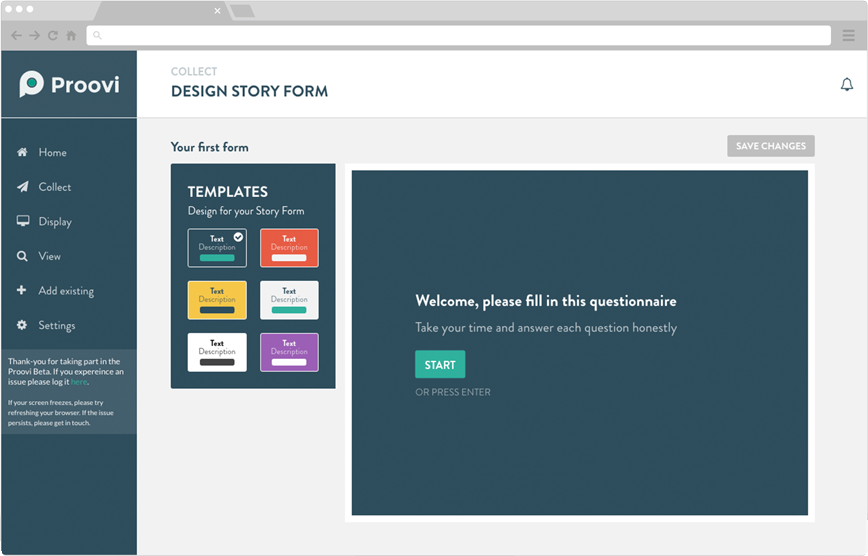 Proovi
COLLECT
DESIGN STORY FORM
Home
Collect
Display
View
Add existing
Settings
Thank-you for taking part in the
Proovi Beta. If you expereince an
issue please log it here.
If your screen freezes, please try
refreshing your browser. If the issue
persists, please get in touch.
Your first form
SAVE CHANGES
TEMPLATES
Design for your Story Form
Text
Description
Text
Description
Text
Description
Text
Description
Text
Description
Text
Description
Welcome, please fill in this questionnaire
Take your time and answer each question honestly
START
OR PRESS ENTER